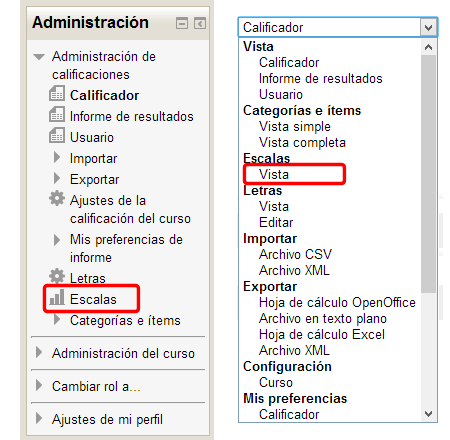 Administración
Administración de
calificaciones
Calificador
Informe de resultados
Usuario
Importar
Exportar
Ajustes de la
calificación del curso
Mis preferencias de
informe
Letras
Escalas
Categorías e ítems
Administración del curso
Cambiar rol a...
Ajustes de mi perfil
Calificador
Vista
Calificador
Informe de resultados
Usuario
Categorías e ítems
Vista simple
Vista completa
Escalas
Vista
Letras
Vista
Editar
Importar
Archivo CSV
Archivo XML
Exportar
Hoja de cálculo OpenOffice
Archivo en texto plano
Hoja de cálculo Excel
Archivo XML
Configuración
Curso
Mis preferencias
Calificador